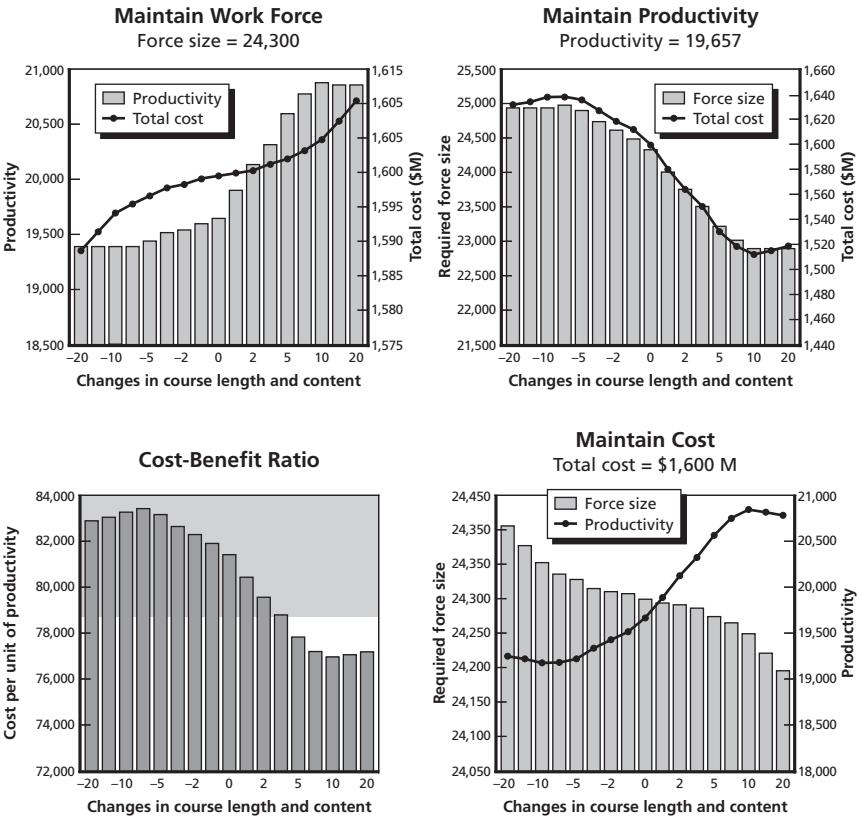 Maintain Work Force
Force size = 24,300
Productivity
Total cost
Productivity
21,000
20,500
20,000
19,500
19,000
18,500
1,615
1,605
1,605
1,600
1,595
1,590
1,585
1,580
1,575
Total cost ($M)
–20 –10 –5 –2 0 2 5 10 20
Changes in course length and content
Maintain Productivity
Productivity = 19,657
Force size
Total cost
Required force size
25,500
25,000
24,500
24,000
23,000
22,500
22,000
21,500
1,660
1,640
1,620
1,600
1,580
1,560
1,540
1,520
1,500
1,480
1,460
1,440
Total cost ($M)
–20 –10 –5 –2 0 2 5 10 20
Changes in course length and content
Cost-Benefit Ratio
Cost per unit of productivity
84,000
82,000
80,000
78,000
76,000
74,000
72,000
–20 –10 –5 –2 0 2 5 10 20
Changes in course length and content
Maintain Cost
Total cost = $1,600 M
Force size
Productivity
Required force size
24,450
24,350
24,350
24,300
24,250
24,200
24,150
24,100
24,050
21,000
20,500
20,000
19,500
19,000
18,500
18,000
Productivity
–20 –10 –5 –2 0 2 5 10 20
Changes in course length and content